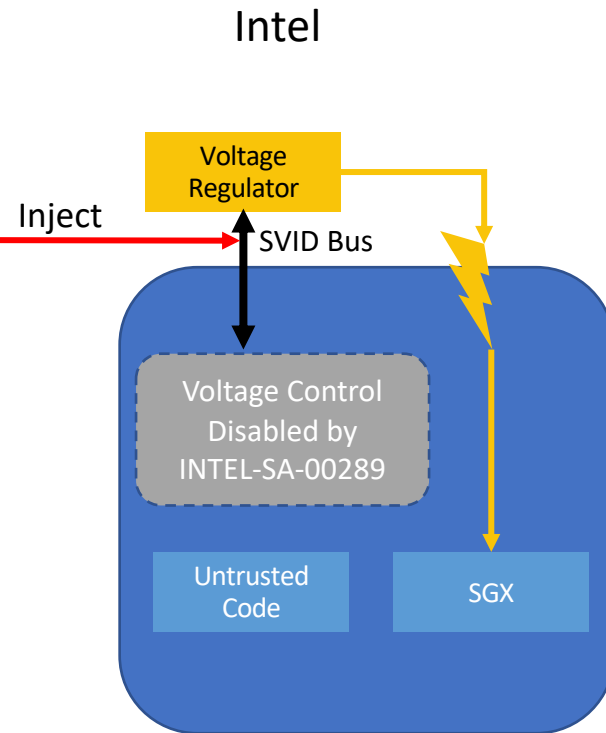 Intel
Voltage
Regulator
Inject
SVID Bus
Voltage Control
Disabled by
INTEL-SA-00289
Untrusted
Code
SGX